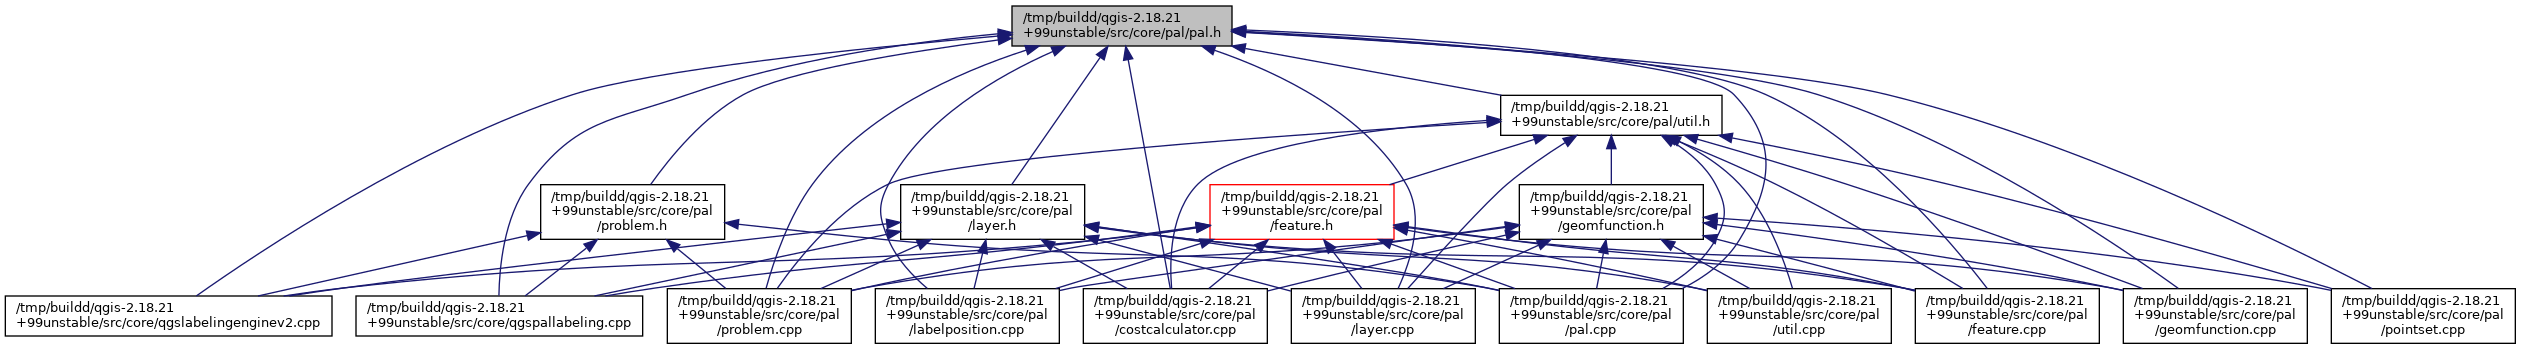 /tmp/buildd/qgis-2.18.21
+99unstable/src/core/pal/pal.h
/tmp/buildd/qgis-2.18.21
+99unstable/src/core/pal/util.h
/tmp/buildd/qgis-2.18.21
+99unstable/src/core/pal
/problem.h
/tmp/buildd/qgis-2.18.21
+99unstable/src/core/pal
/layer.h
/tmp/buildd/qgis-2.18.21
+99unstable/src/core/pal
/feature.h
/tmp/buildd/qgis-2.18.21
+99unstable/src/core/pal
/geomfunction.h
/tmp/buildd/qgis-2.18.21
+99unstable/src/core/qgslabelingenginev2.cpp
/tmp/buildd/qgis-2.18.21
+99unstable/src/core/qgspallabeling.cpp
/tmp/buildd/qgis-2.18.21
+99unstable/src/core/pal
/problem.cpp
/tmp/buildd/qgis-2.18.21
+99unstable/src/core/pal
/labelposition.cpp
/tmp/buildd/qgis-2.18.21
+99unstable/src/core/pal
/costcalculator.cpp
/tmp/buildd/qgis-2.18.21
+99unstable/src/core/pal
/layer.cpp
/tmp/buildd/qgis-2.18.21
+99unstable/src/core/pal
/pal.cpp
/tmp/buildd/qgis-2.18.21
+99unstable/src/core/pal
/util.cpp
/tmp/buildd/qgis-2.18.21
+99unstable/src/core/pal
/feature.cpp
/tmp/buildd/qgis-2.18.21
+99unstable/src/core/pal
/geomfunction.cpp
/tmp/buildd/qgis-2.18.21
+99unstable/src/core/pal
/pointset.cpp